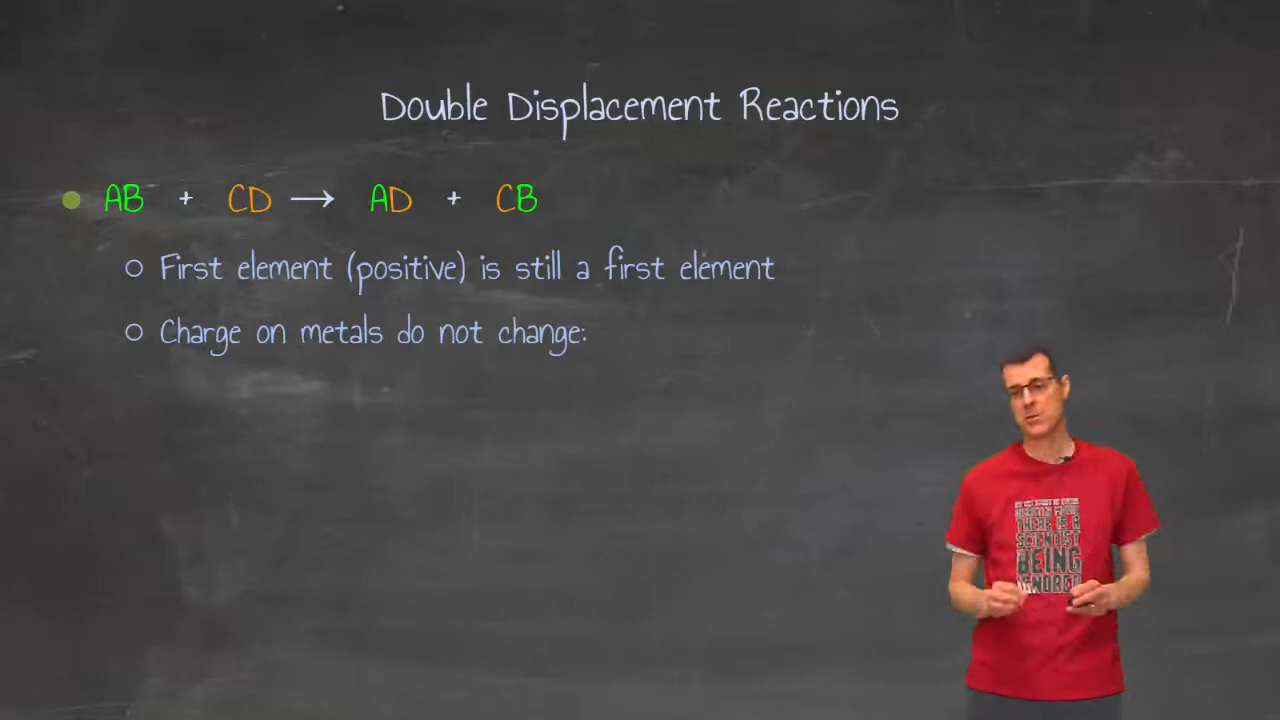 Double Displacement Reactions
AB + CD → AD + CB
First element (positive) is still a first element
Charge on metals do not change:
THERE IS A
SCIENTIST
BEING
IGNORED